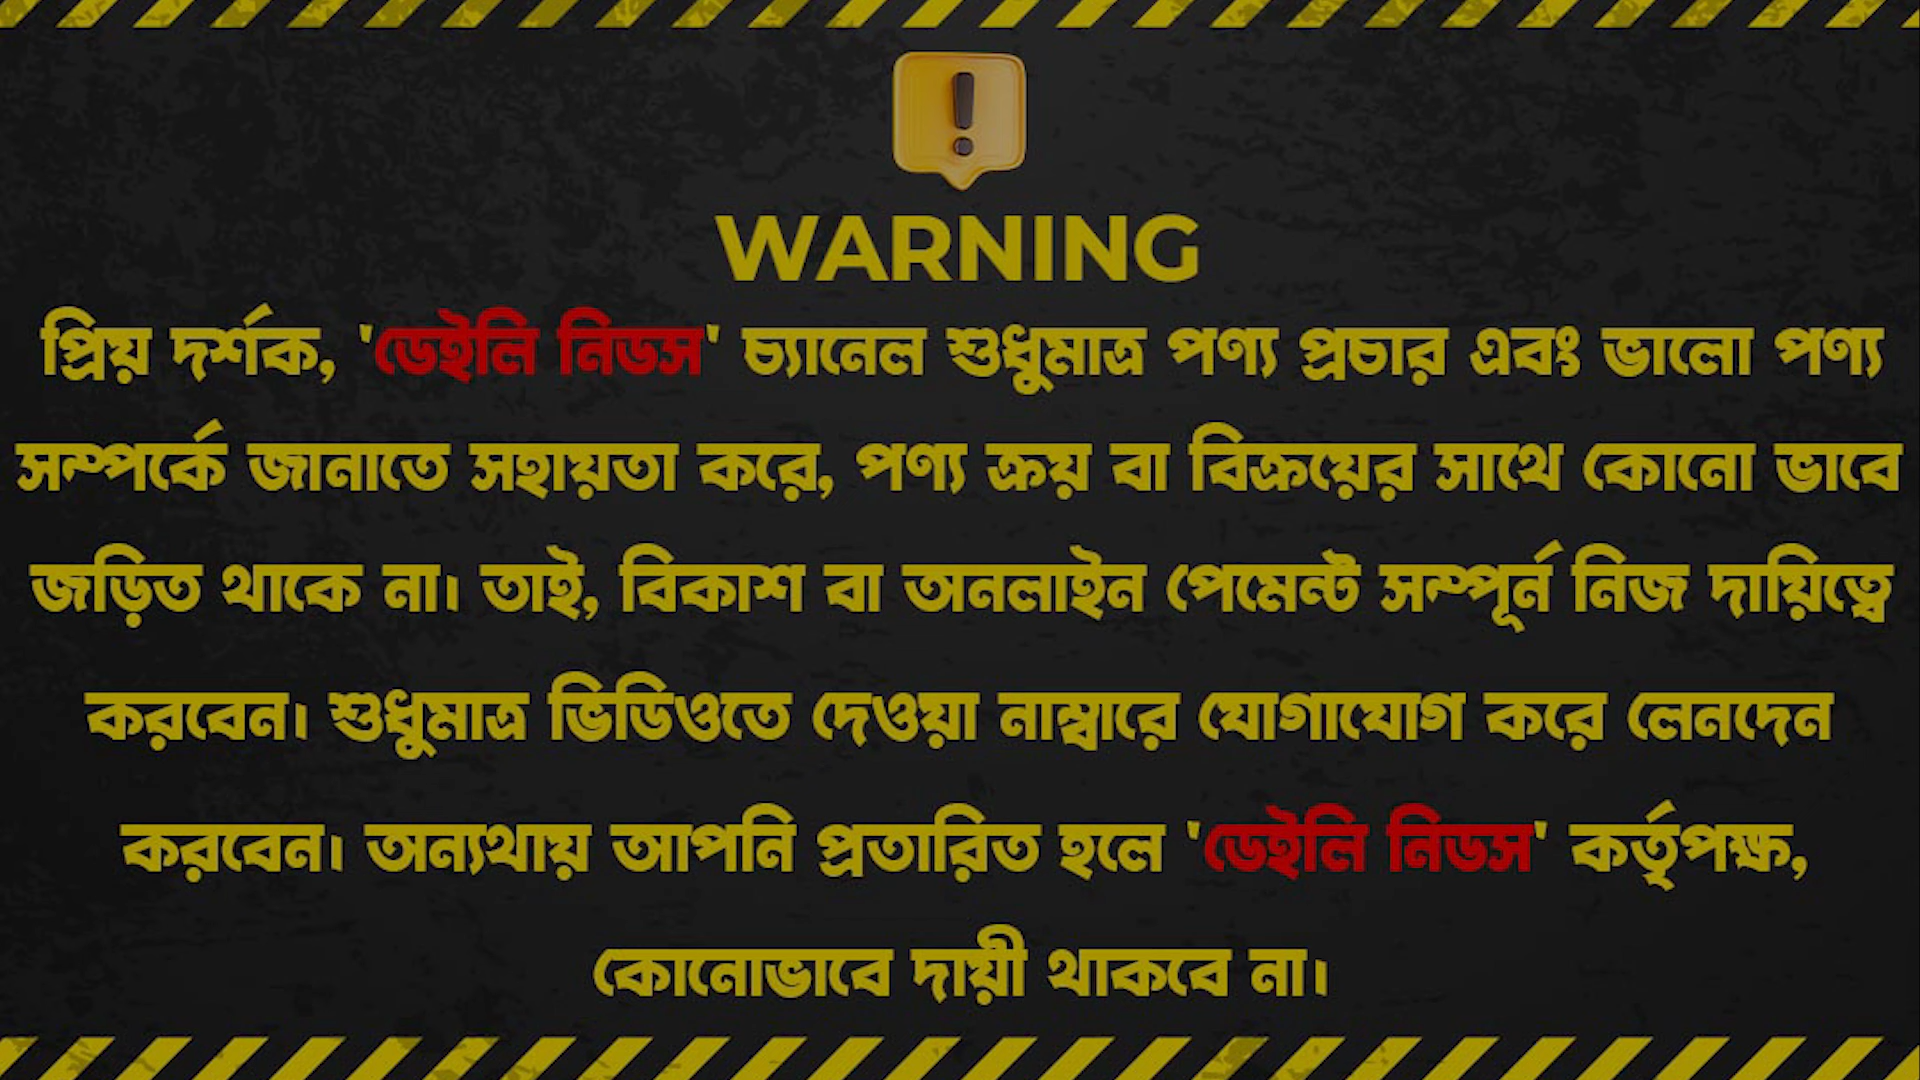 WARNING
প্রিয় দর্শক, 'ডেইলি নিডস' চ্যানেল শুধুমাত্র পণ্য প্রচার এবং ভালো পণ্য
সম্পর্কে জানাতে সহায়তা করে, পণ্য ক্রয় বা বিক্রয়ের সাথে কোনো ভাবে
জড়িত থাকে না। তাই, বিকাশ বা অনলাইন পেমেন্ট সম্পূর্ন নিজ দায়িত্বে
করবেন। শুধুমাত্র ভিডিওতে দেওয়া নাম্বারে যোগাযোগ করে লেনদেন
করবেন। অন্যথায় আপনি প্রতারিত হলে 'ডেইলি নিডস' কর্তৃপক্ষ,
কোনোভাবে দায়ী থাকবে না।